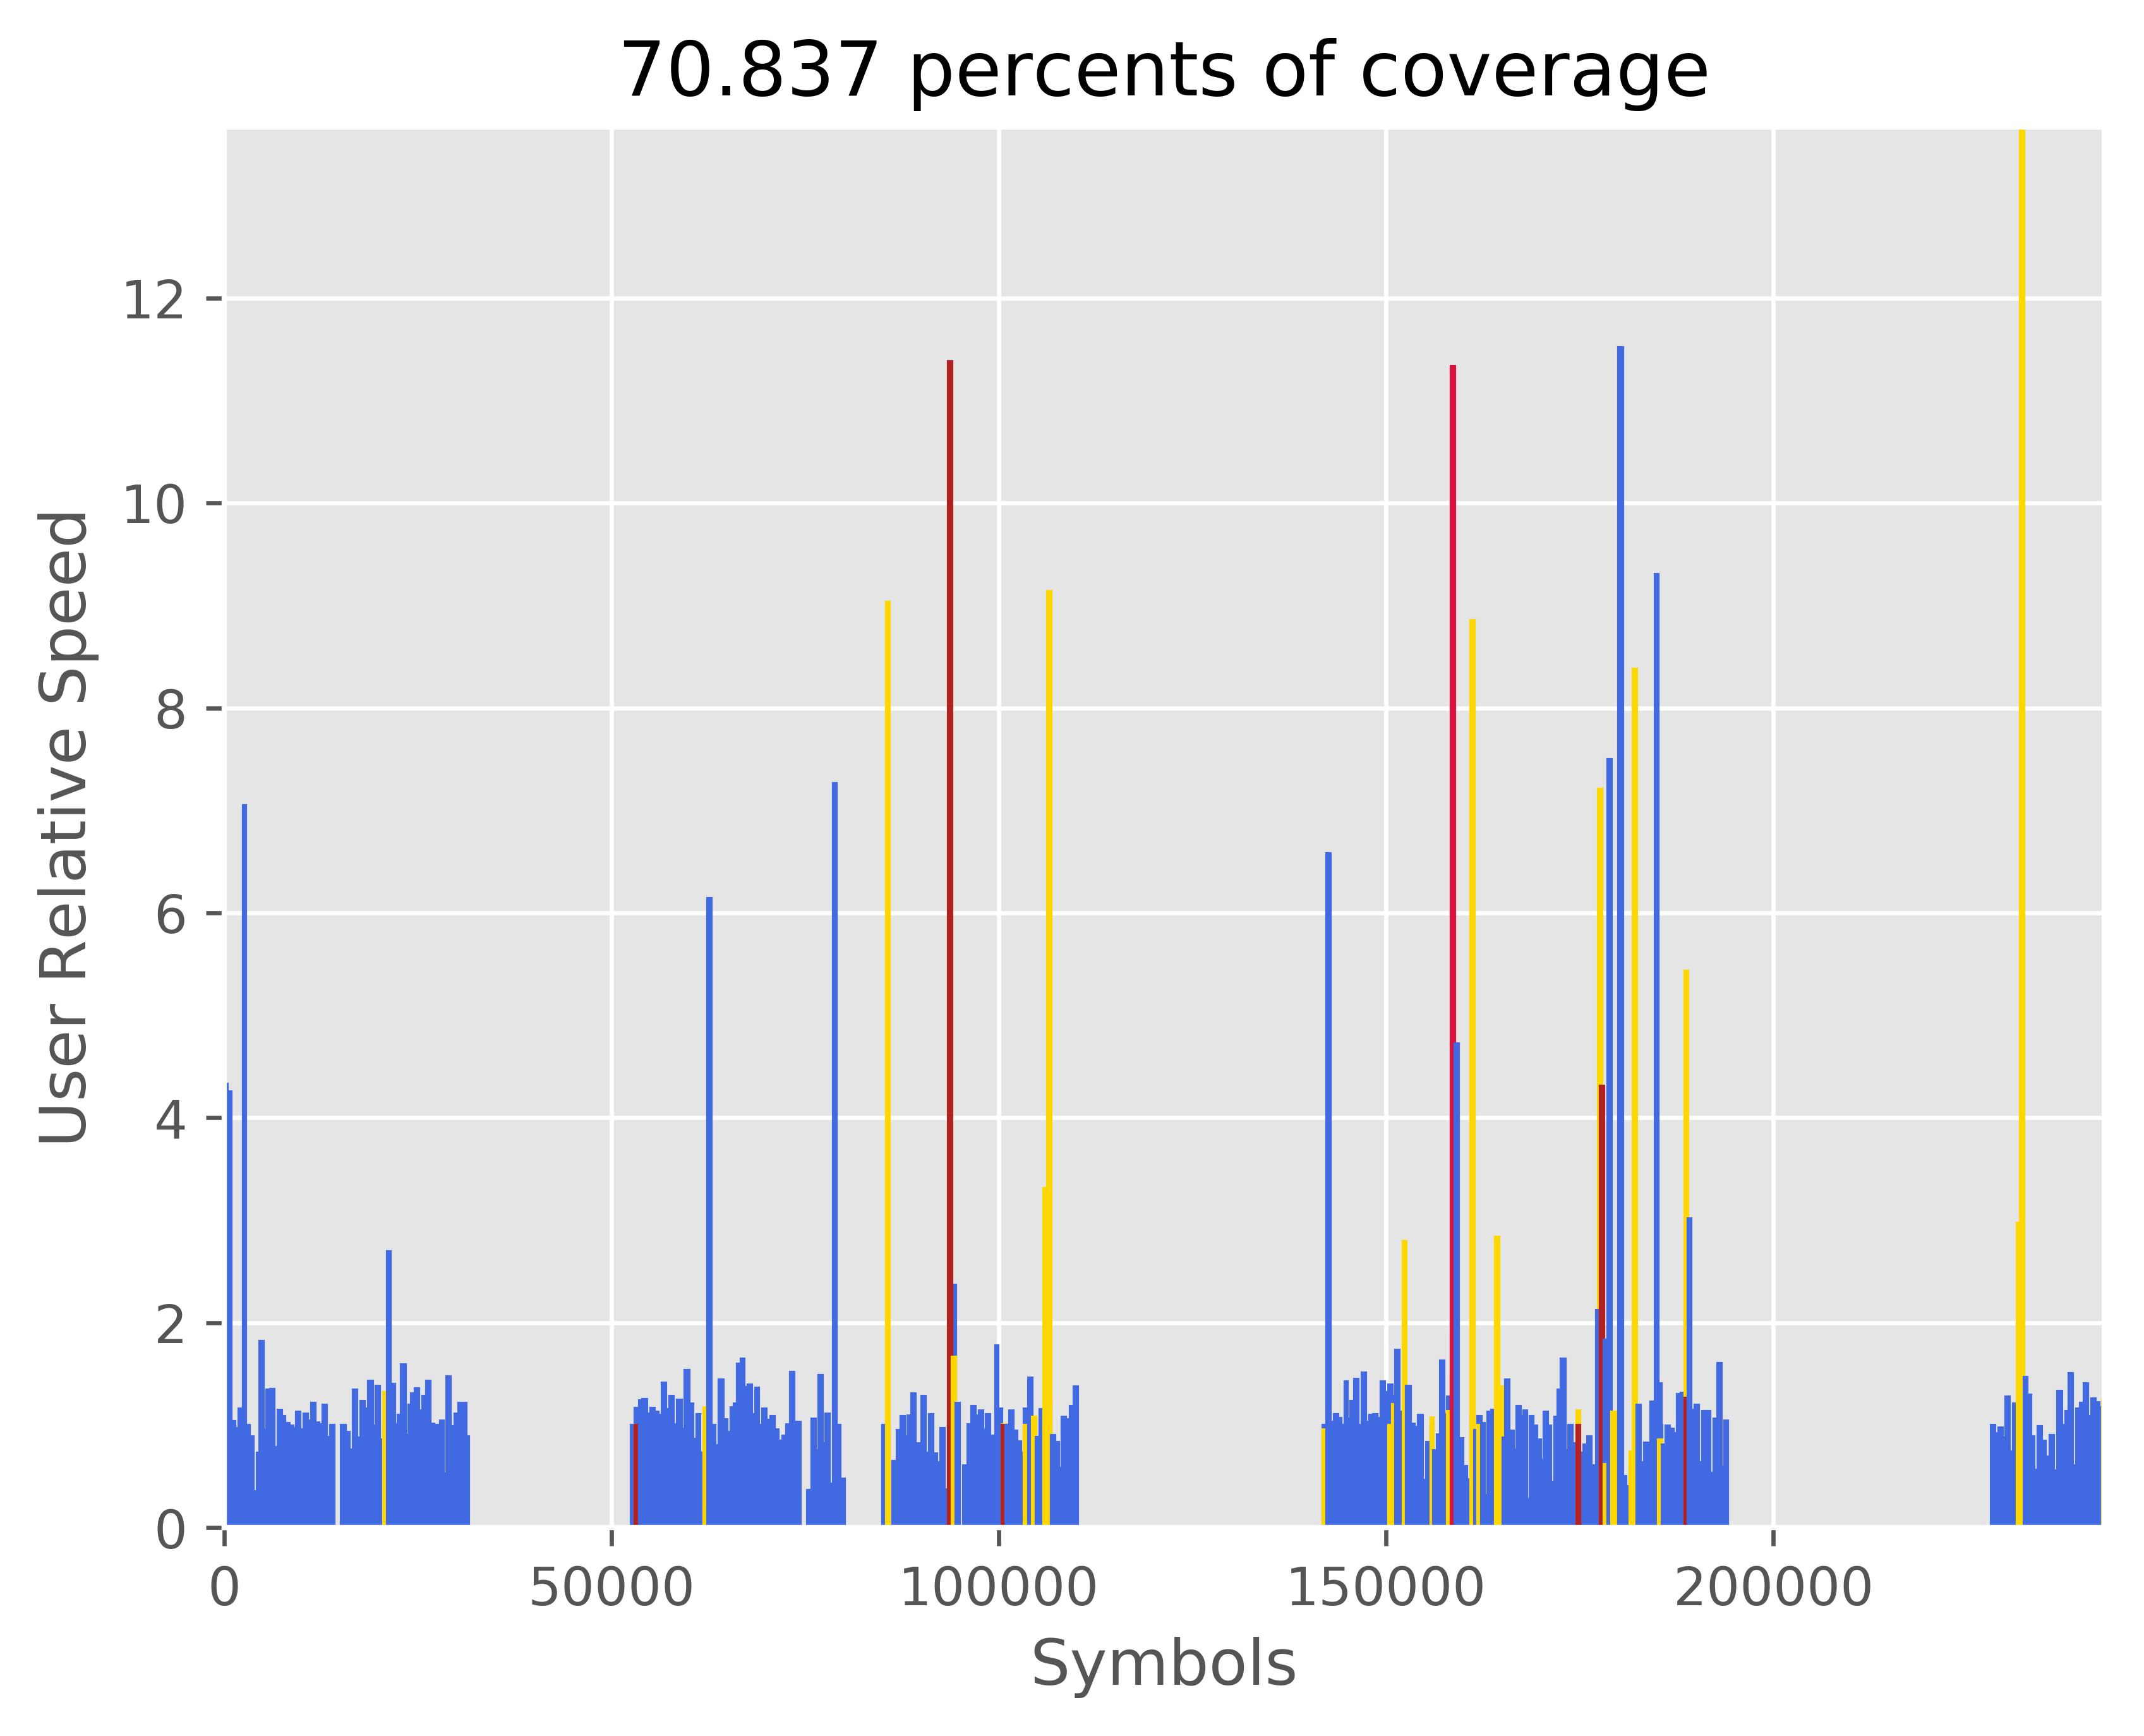 70.837 percents of coverage
User Relative Speed
12
10
8
6
4
2
0
0 50000 100000 150000 200000
Symbols